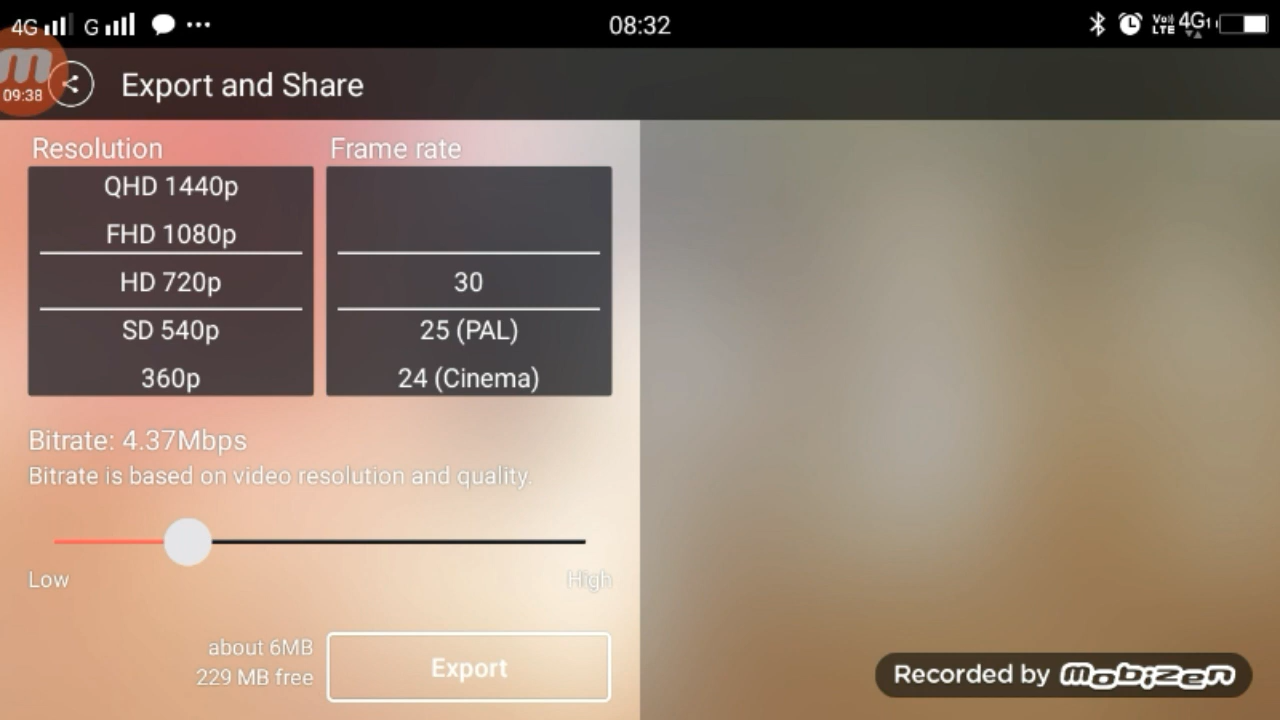 4G G 08:32 VoLTE 4G1
m
09:38
Export and Share
Resolution Frame rate
QHD 1440p
FHD 1080p
HD 720p 30
SD 540p 25 (PAL)
360p 24 (Cinema)
Bitrate: 4.37Mbps
Bitrate is based on video resolution and quality.
Low High
about 6MB
229 MB free
Export
Recorded by mobizen